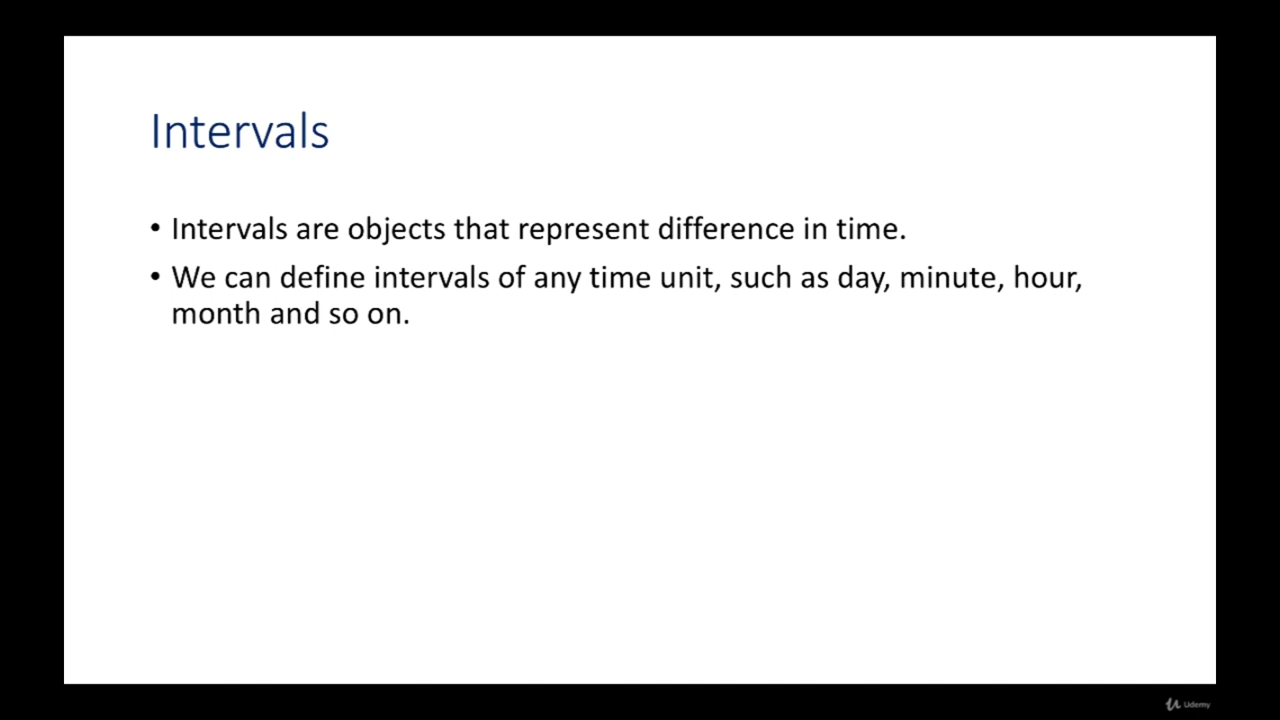 Intervals
• Intervals are objects that represent difference in time.
• We can define intervals of any time unit, such as day, minute, hour,
month and so on.
Udemy